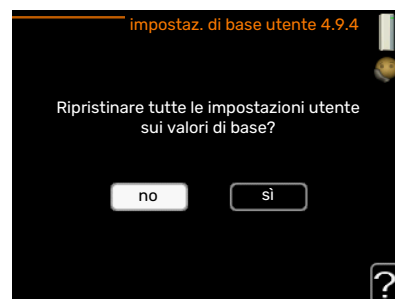 impostaz. di base utente 4.9.4
Ripristinare tutte le impostazioni utente
sui valori di base?
no
sì
?